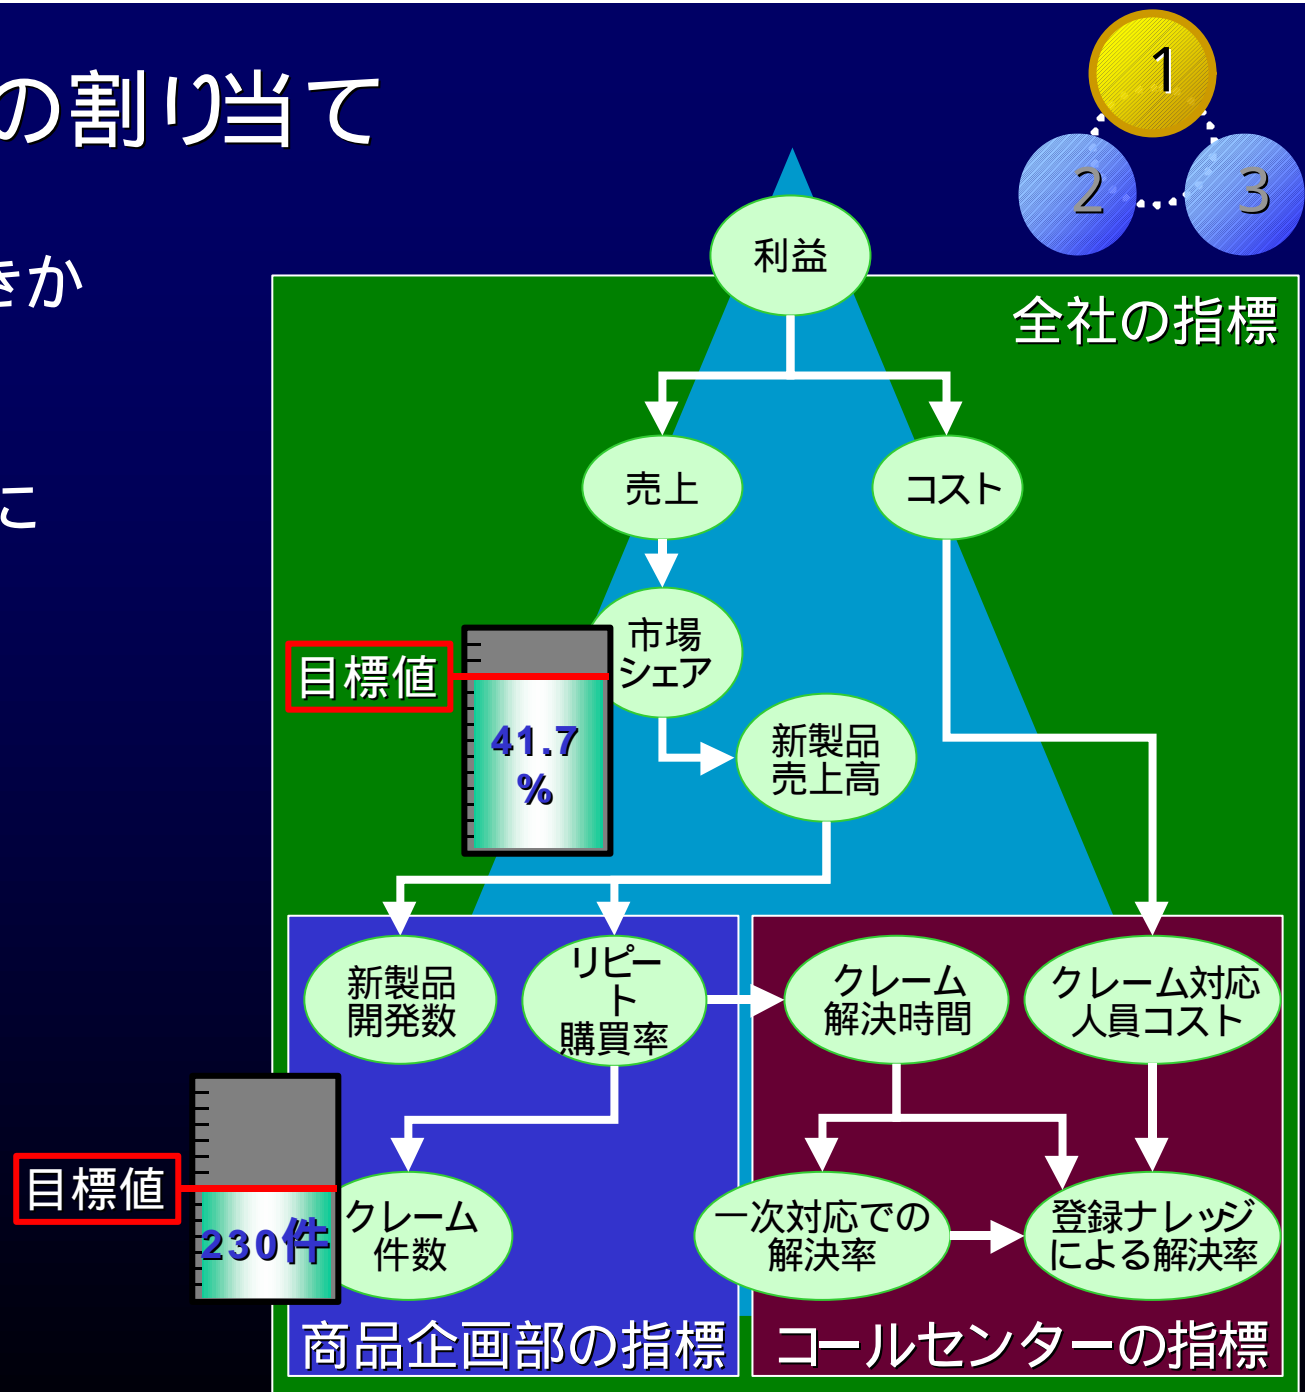 の割り当て
1
2
3
きか
利益
全社の指標
に
売上
コスト
市場
シェア
目標値
41.7
%
新製品
売上高
新製品
開発数
リピー
ト
購買率
クレーム
解決時間
クレーム対応
人員コスト
目標値
230件
クレーム
件数
一次対応での
解決率
登録ナレッジ
による解決率
商品企画部の指標
コールセンターの指標